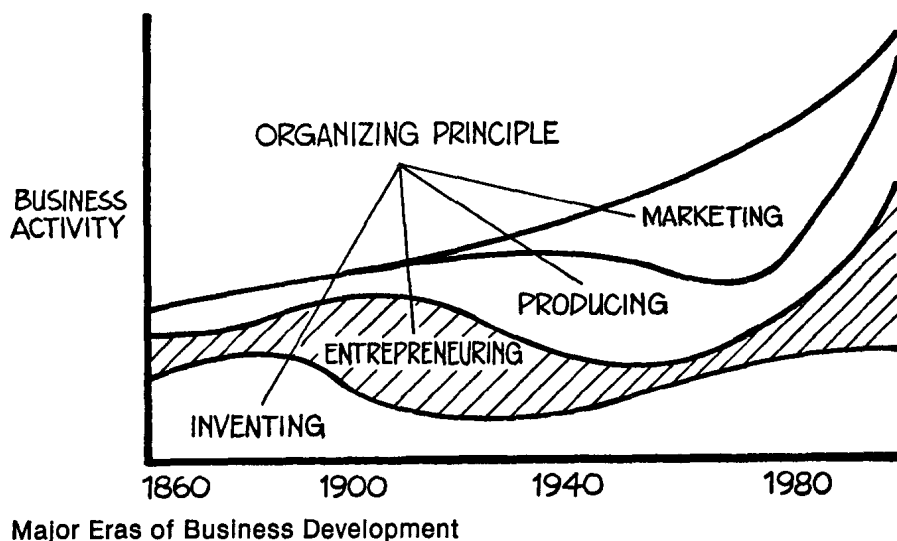 ORGANIZING PRINCIPLE
BUSINESS
ACTIVITY
MARKETING
PRODUCING
ENTREPRENEURING
INVENTING
1860 1900 1940 1980
Major Eras of Business Development